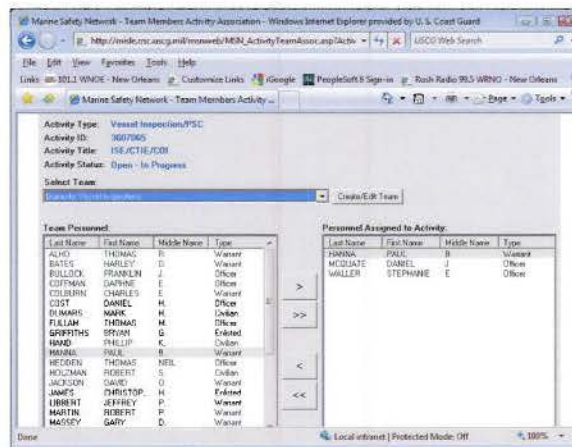 Marine Safety Network - Team Members Activity Association - Windows Internet Explorer provided by U. S. Coast Guard
USCG Web Search
File Edit View Favorites Tools Help
Links 101.1 WNOE - New Orleans Customize Links iGoogle PeopleSoft 8 Sign-in Rush Radio 99.5 WRNO - New Orleans
Marine Safety Network - Team Members Activity ...
Page Tools
Activity Type: Vessel Inspection/PSC
Activity ID:
Activity Title:
Activity Status: Open - In Progress
Select Team:
Create/Edit Team
Team Personnel: Personnel Assigned to Activity:
Last Name First Name Middle Name Type Last Name First Name Middle Name Type
ALHO THOMAS Warrant HANNA PAUL Warrant
BATES HARLEY D. Warrant MCQUATE DANIEL J Officer
BULLOCK FRANKLIN J. Officer WALLER STEPHANIE E Officer
COFFMAN DAPHNE E. Officer
COLBURN CHARLES E. Warrant
COST DANIEL H. Officer
DUMARS MARK H. Civilian
FULLAH THOMAS M. Officer
GRIFFITHS BRYAN G. Enlisted
HAND PHILLIP K. Civilian
HANNA PAUL Warrant
HEDDEN THOMAS NEIL Officer
HOLZMAN ROBERT S. Civilian
JACKSON DAVID Warrant
JAMES CHRISTOP... H. Enlisted
LIBBERT JEFFREY P. Warrant
MARTIN ROBERT P. Warrant
MASSEY GARY D. Warrant
>
>>
<
<<
Done Local intranet | Protected Mode: Off 100%